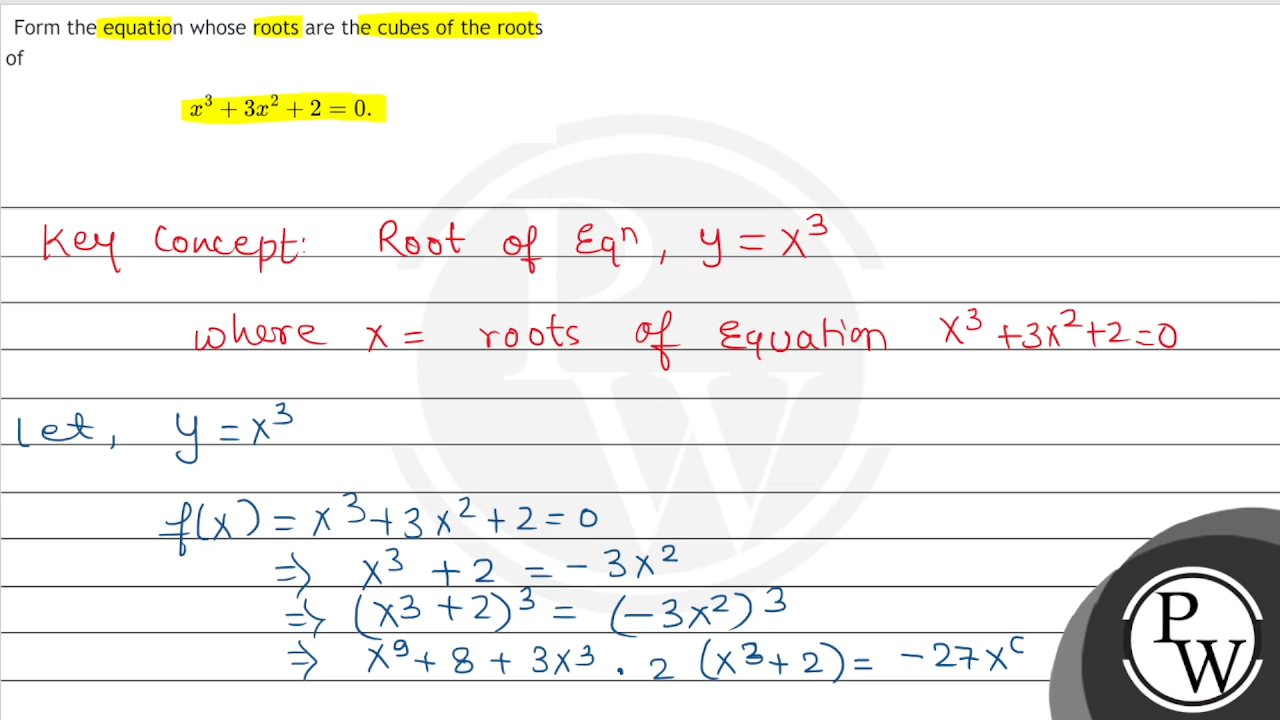 Form the equation whose roots are the cubes of the roots
of
x³ + 3x² + 2 = 0.
Key Concept: Root of Eqⁿ, y = x³
where x = roots of Equation x³ + 3x² + 2 = 0
Let, y = x³
f(x) = x³ + 3x² + 2 = 0
⇒ x³ + 2 = -3x²
⇒ (x³ + 2)³ = (-3x²)³
⇒ x⁹ + 8 + 3x³ . 2 (x³ + 2) = -27x
PW